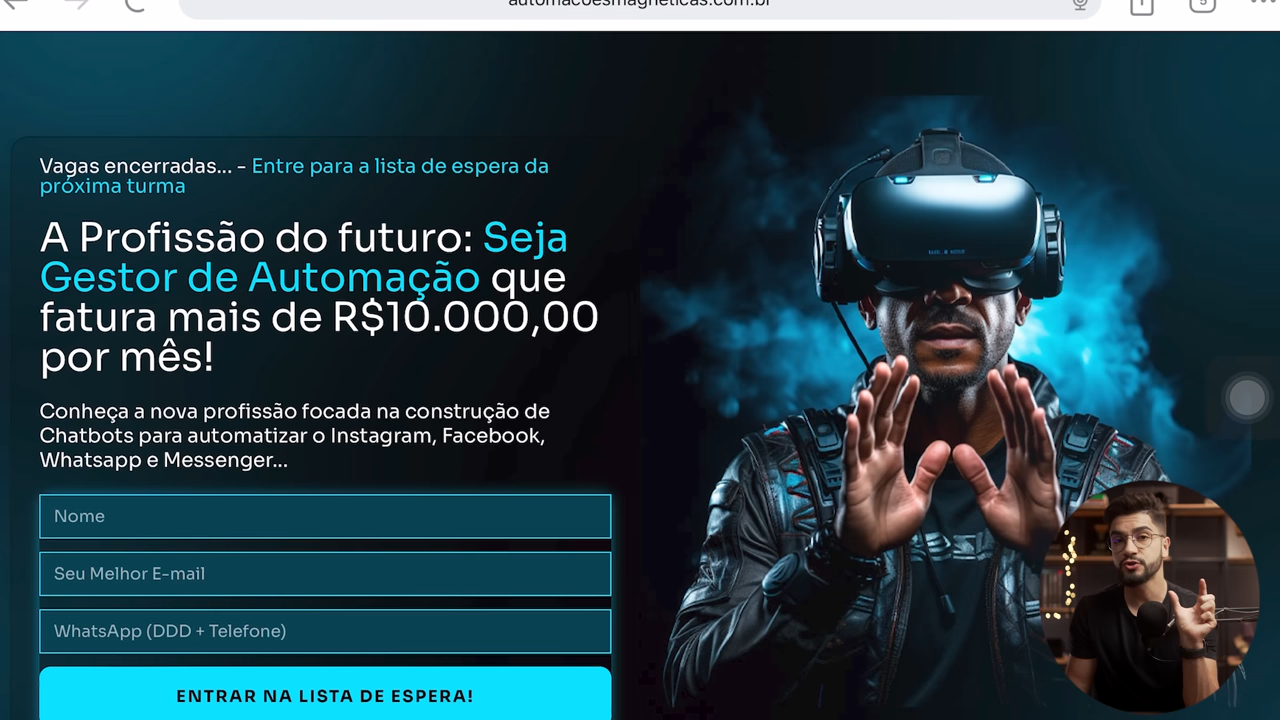 automacoesmagneticas.com.br
5
Vagas encerradas... - Entre para a lista de espera da
próxima turma
A Profissão do futuro: Seja
Gestor de Automação que
fatura mais de R$10.000,00
por mês!
Conheça a nova profissão focada na construção de
Chatbots para automatizar o Instagram, Facebook,
Whatsapp e Messenger...
Nome
Seu Melhor E-mail
WhatsApp (DDD + Telefone)
ENTRAR NA LISTA DE ESPERA!